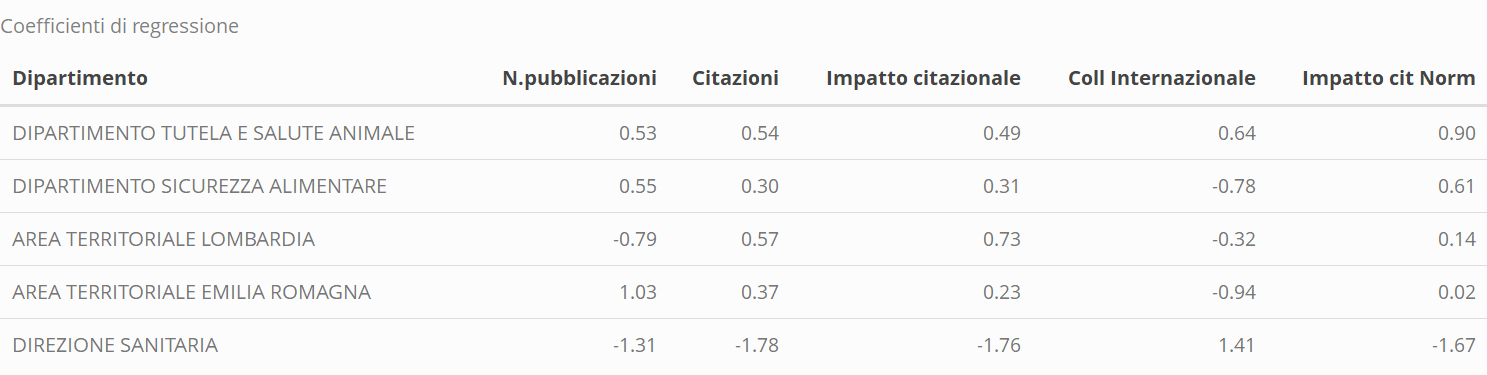 Coefficienti di regressione
Dipartimento N.pubblicazioni Citazioni Impatto citazionale Coll Internazionale Impatto cit Norm
DIPARTIMENTO TUTELA E SALUTE ANIMALE 0.53 0.54 0.49 0.64 0.90
DIPARTIMENTO SICUREZZA ALIMENTARE 0.55 0.30 0.31 -0.78 0.61
AREA TERRITORIALE LOMBARDIA -0.79 0.57 0.73 -0.32 0.14
AREA TERRITORIALE EMILIA ROMAGNA 1.03 0.37 0.23 -0.94 0.02
DIREZIONE SANITARIA -1.31 -1.78 -1.76 1.41 -1.67